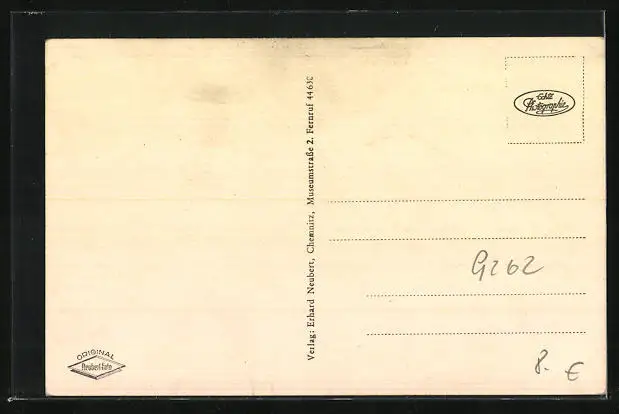 Echte
Photographie
Verlag: Erhard Neubert, Chemnitz, Museumstraße 2. Fernruf 44630
G262
ORIGINAL
Neubert-Foto
8.- €